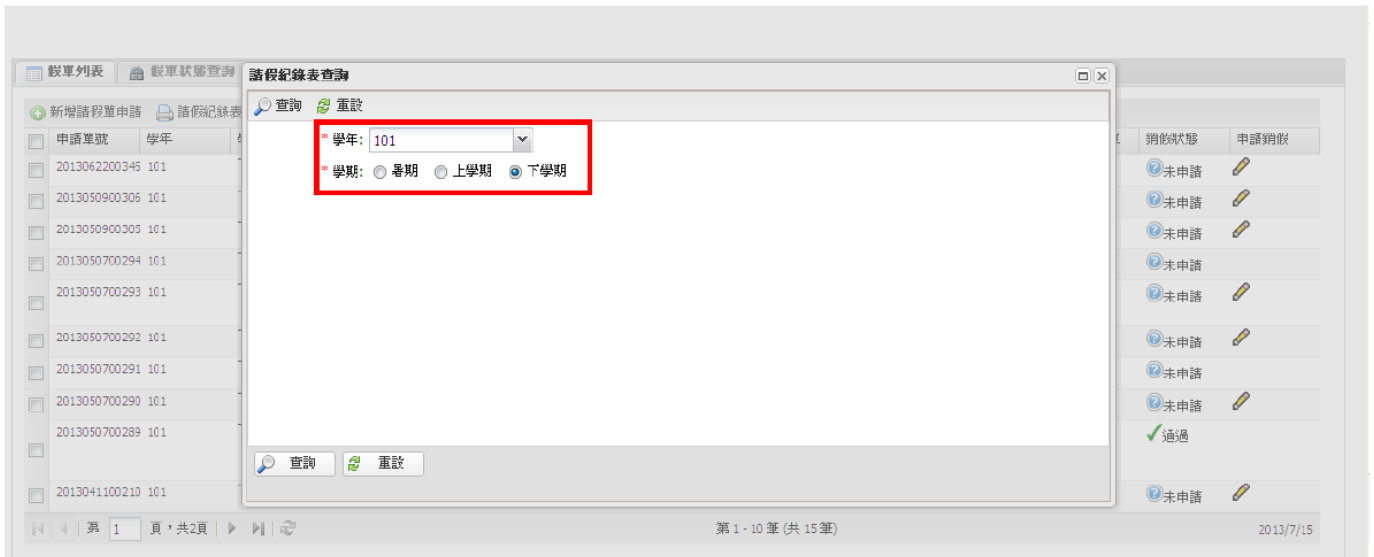 假單列表 假單狀態查詢 請假紀錄表查詢
新增請假單申請 請假紀錄表 查詢 重設
申請單號 學年 銷假狀態 申請銷假
* 學年: 101
* 學期: 暑期 上學期 下學期
2013062200345 101 未申請
2013050900306 101 未申請
2013050900305 101 未申請
2013050700294 101 未申請
2013050700293 101 未申請
2013050700292 101 未申請
2013050700291 101 未申請
2013050700290 101 未申請
2013050700289 101 通過
查詢 重設
2013041100210 101 未申請
第 1 頁，共2頁 第 1 - 10 筆 (共 15 筆) 2013/7/15